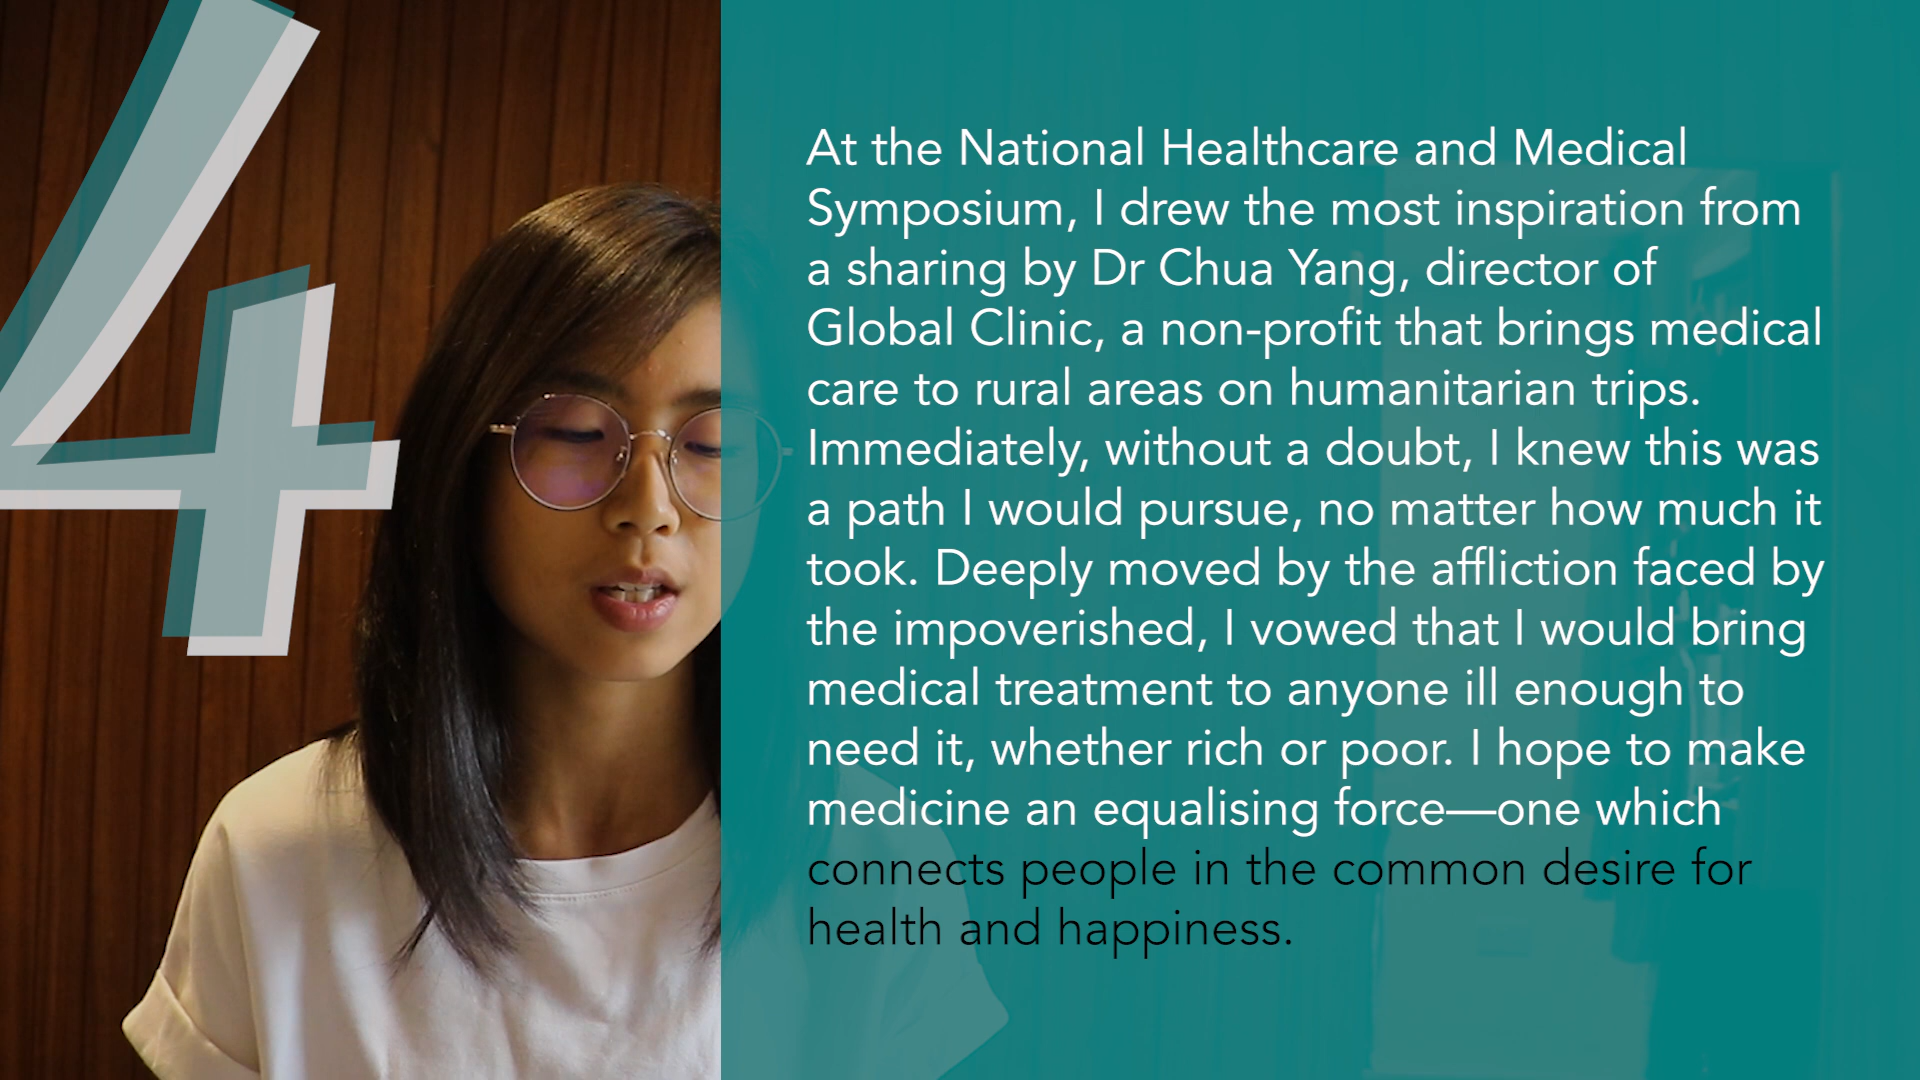 4
At the National Healthcare and Medical
Symposium, I drew the most inspiration from
a sharing by Dr Chua Yang, director of
Global Clinic, a non-profit that brings medical
care to rural areas on humanitarian trips.
Immediately, without a doubt, I knew this was
a path I would pursue, no matter how much it
took. Deeply moved by the affliction faced by
the impoverished, I vowed that I would bring
medical treatment to anyone ill enough to
need it, whether rich or poor. I hope to make
medicine an equalising force—one which
connects people in the common desire for
health and happiness.